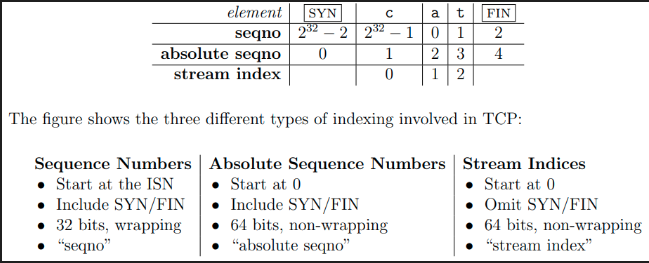 element SYN c a t FIN
seqno 2^32 − 2 2^32 − 1 0 1 2
absolute seqno 0 1 2 3 4
stream index 0 1 2
The figure shows the three different types of indexing involved in TCP:
Sequence Numbers Absolute Sequence Numbers Stream Indices
• Start at the ISN • Start at 0 • Start at 0
• Include SYN/FIN • Include SYN/FIN • Omit SYN/FIN
• 32 bits, wrapping • 64 bits, non-wrapping • 64 bits, non-wrapping
• “seqno” • “absolute seqno” • “stream index”